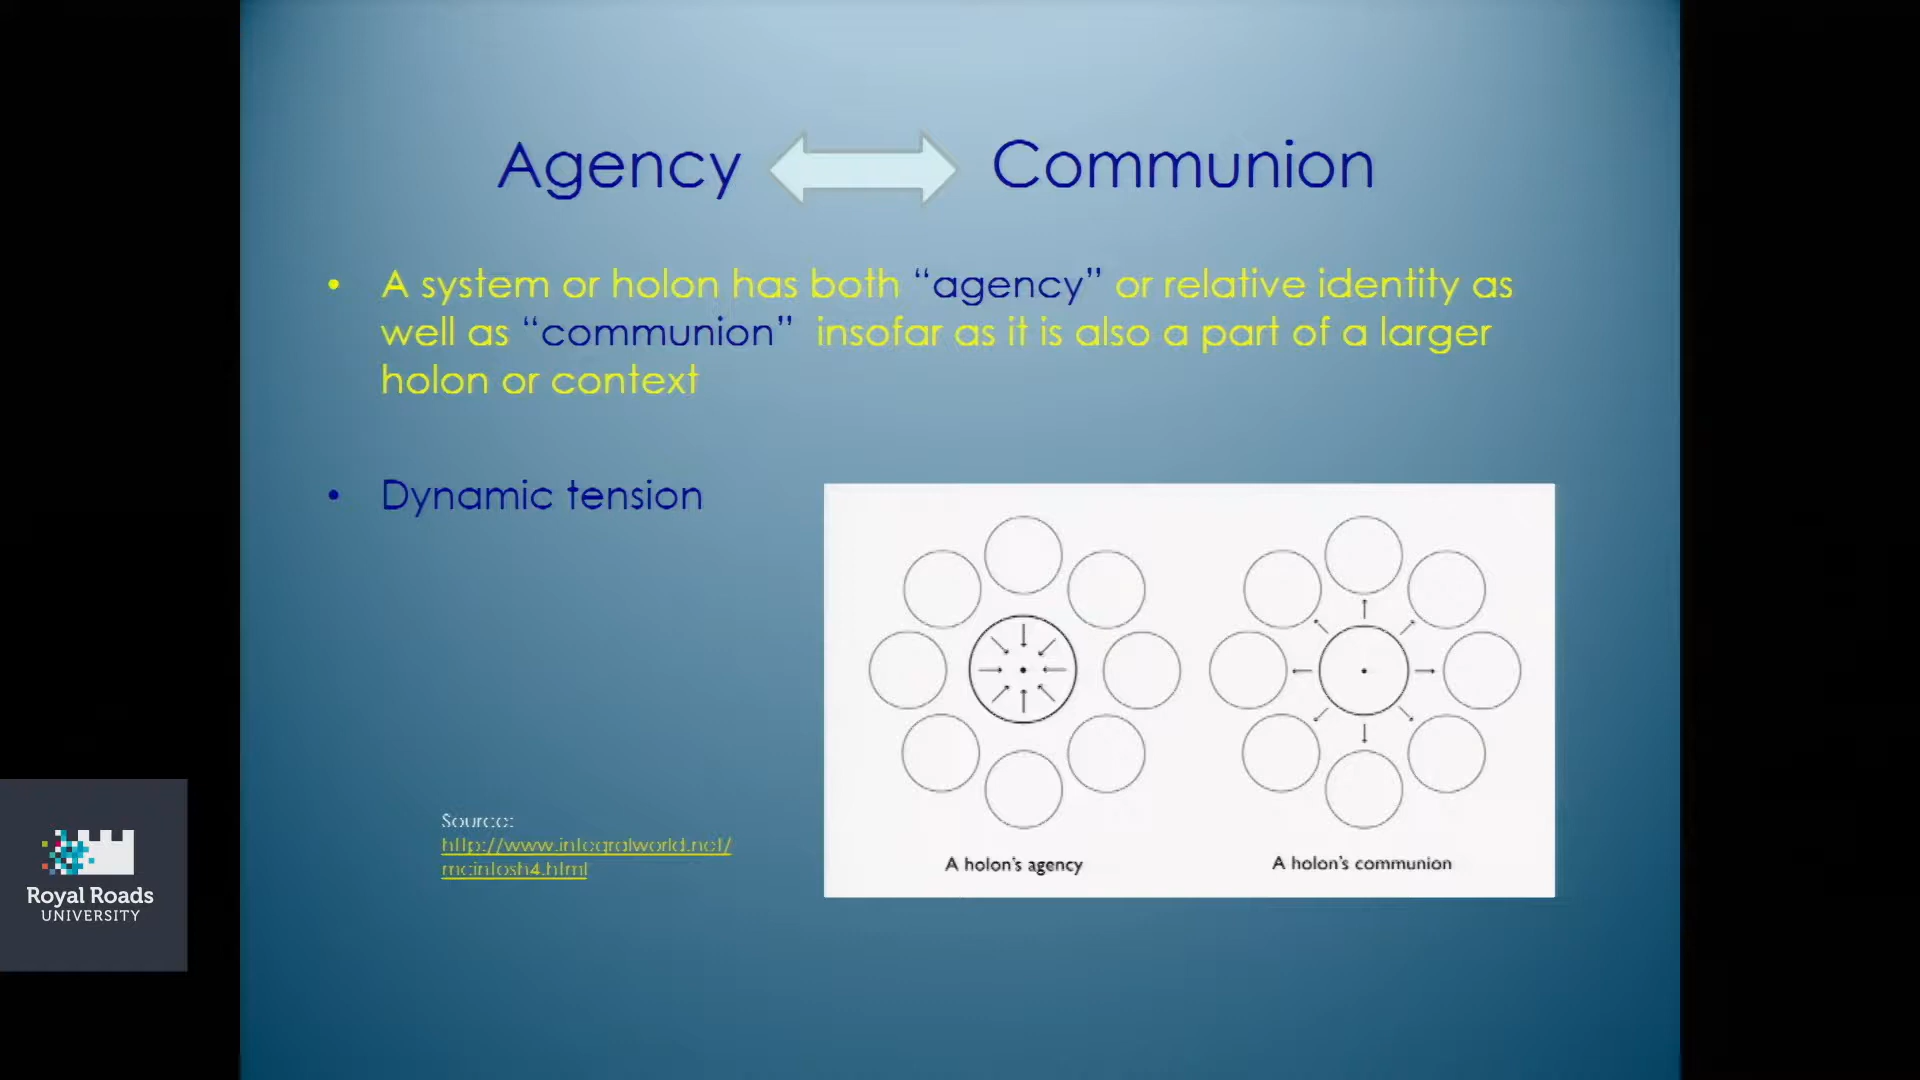 Agency Communion
• A system or holon has both “agency” or relative identity as
well as “communion” insofar as it is also a part of a larger
holon or context
• Dynamic tension
A holon's agency
A holon's communion
Source:
http://www.integralworld.net/
mcintosh4.html
Royal Roads
UNIVERSITY